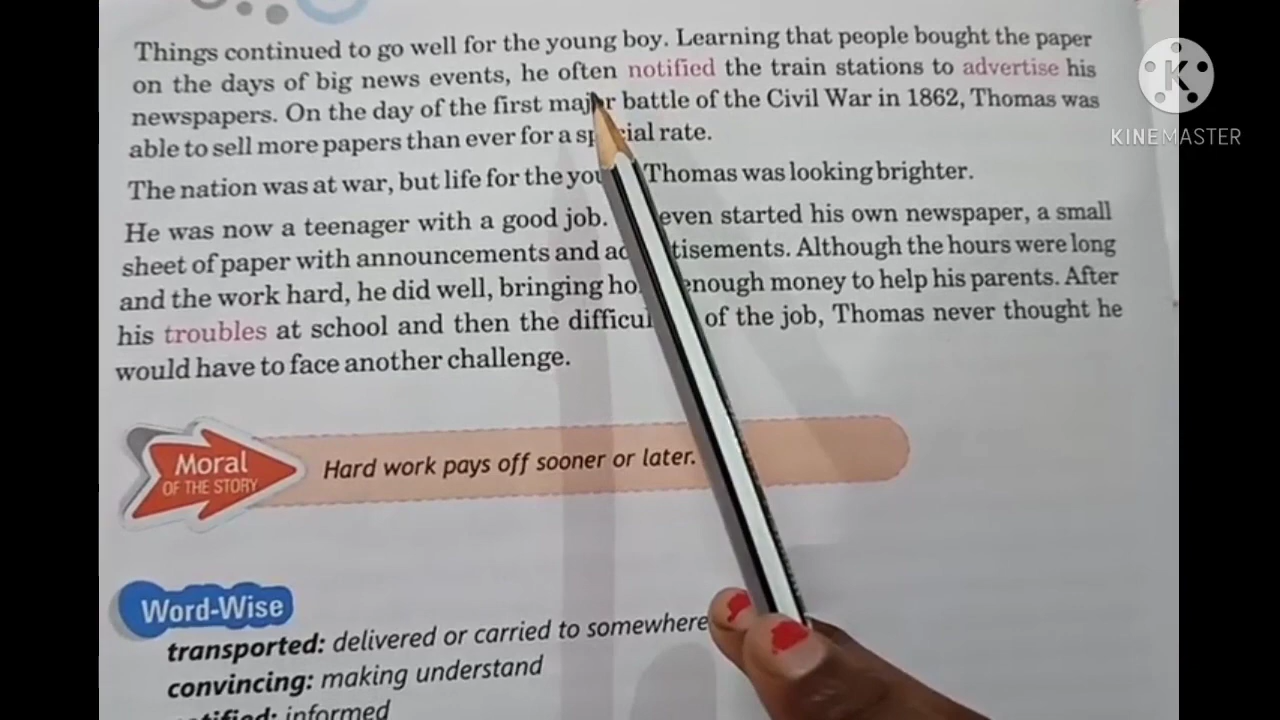 Things continued to go well for the young boy. Learning that people bought the paper
on the days of big news events, he often notified the train stations to advertise his
newspapers. On the day of the first major battle of the Civil War in 1862, Thomas was
able to sell more papers than ever for a special rate.
The nation was at war, but life for the Thomas was looking brighter.
He was now a teenager with a good job. even started his own newspaper, a small
sheet of paper with announcements and advertisements. Although the hours were long
and the work hard, he did well, bringing enough money to help his parents. After
his troubles at school and then the of the job, Thomas never thought he
would have to face another challenge.
Moral
OF THE STORY
Hard work pays off sooner or later.
Word-Wise
transported: delivered or carried to somewhere
convincing: making understand
notified: informed
K
KINEMASTER